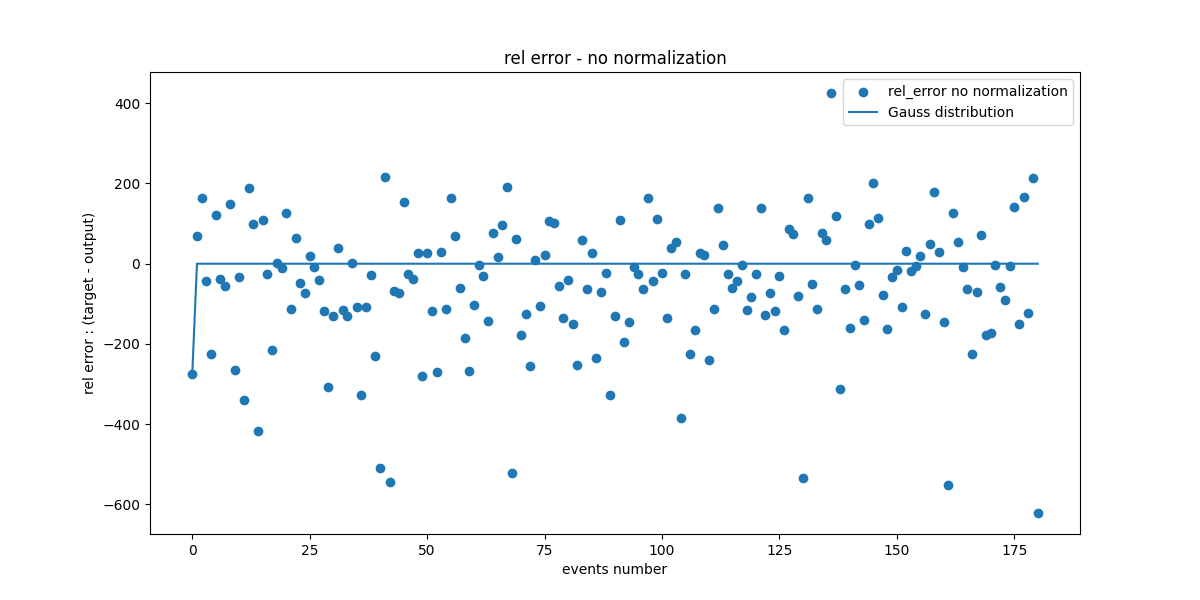 rel error - no normalization
rel_error no normalization
Gauss distribution
rel error : (target - output)
400
200
0
−200
−400
−600
0
25
50
75
100
125
150
175
events number